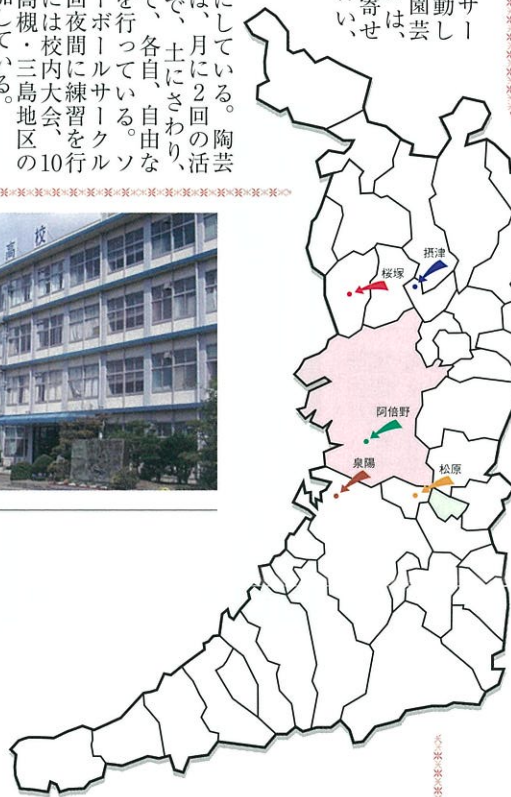 サー
動し
園芸
は、
寄せ
い、
にしている。陶芸
は、月に2回の活
で、土にさわり、
て、各自、自由な
を行っている。ソ
ーボールサークル
回夜間に練習を行
には校内大会、10
高槻・三島地区の
加している。
高校
摂津
桜塚
阿倍野
泉陽
松原